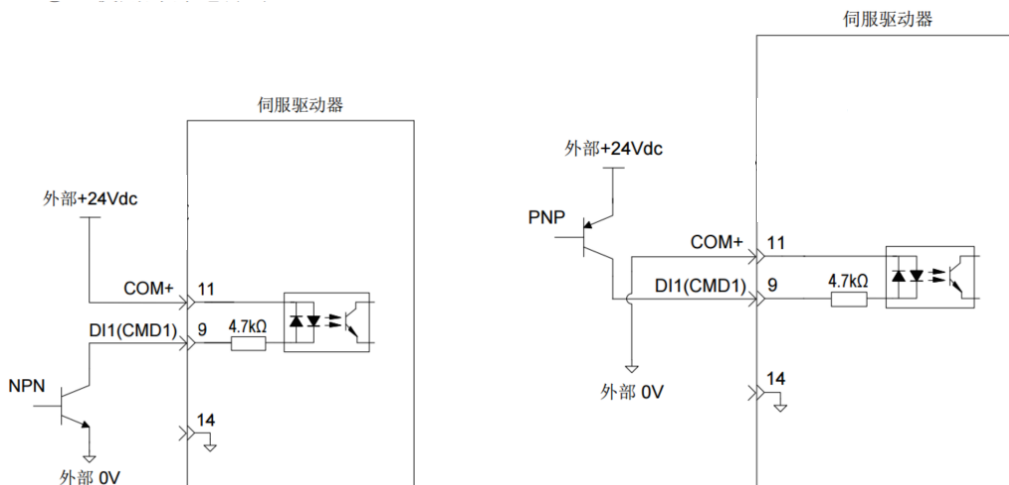 伺服驱动器
外部+24Vdc
COM+
11
DI1(CMD1)
9
4.7kΩ
NPN
14
外部 0V
伺服驱动器
外部+24Vdc
PNP
COM+
11
DI1(CMD1)
9
4.7kΩ
14
外部 0V